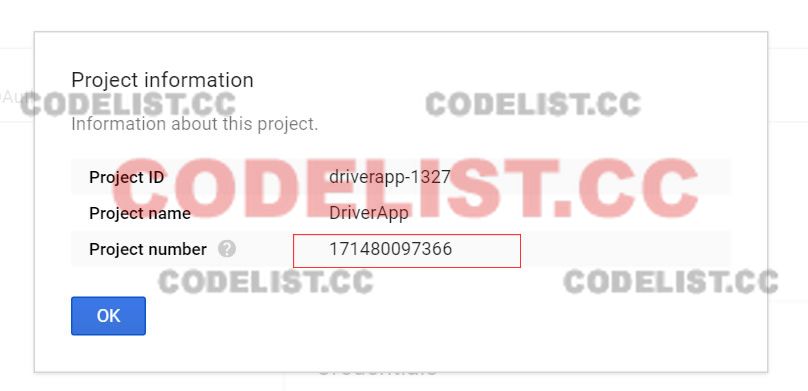 Project information
CODELIST.CC
CODELIST.CC
Information about this project.
CODELIST.CC
Project ID driverapp-1327
Project name DriverApp
Project number ? 171480097366
CODELIST.CC
CODELIST.CC
OK